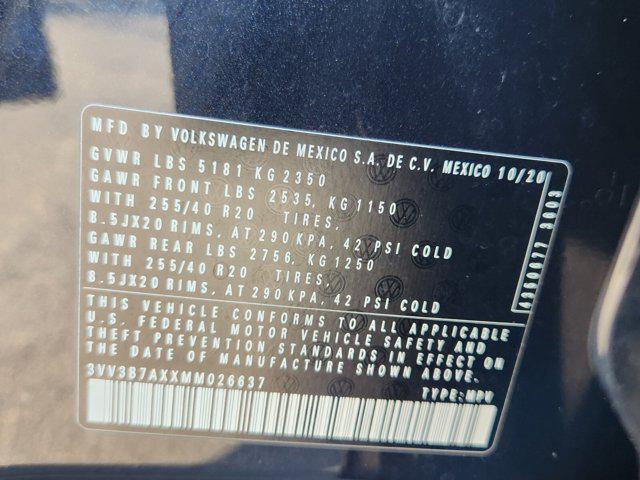 MFD BY VOLKSWAGEN DE MEXICO S.A. DE C.V. MEXICO 10/20
GVWR LBS 5181 KG 2350
GAWR FRONT LBS 2535, KG 1150
WITH 255/40 R20 TIRES,
8.5JX20 RIMS, AT 290 KPA, 42 PSI COLD
GAWR REAR LBS 2756, KG 1250
WITH 255/40 R20 TIRES,
8.5JX20 RIMS, AT 290 KPA, 42 PSI COLD
THIS VEHICLE CONFORMS TO ALL APPLICABLE
U.S. FEDERAL MOTOR VEHICLE SAFETY AND
THEFT PREVENTION STANDARDS IN EFFECT ON
THE DATE OF MANUFACTURE SHOWN ABOVE.
3VV3B7AXXMM026637 TYPE:MPV